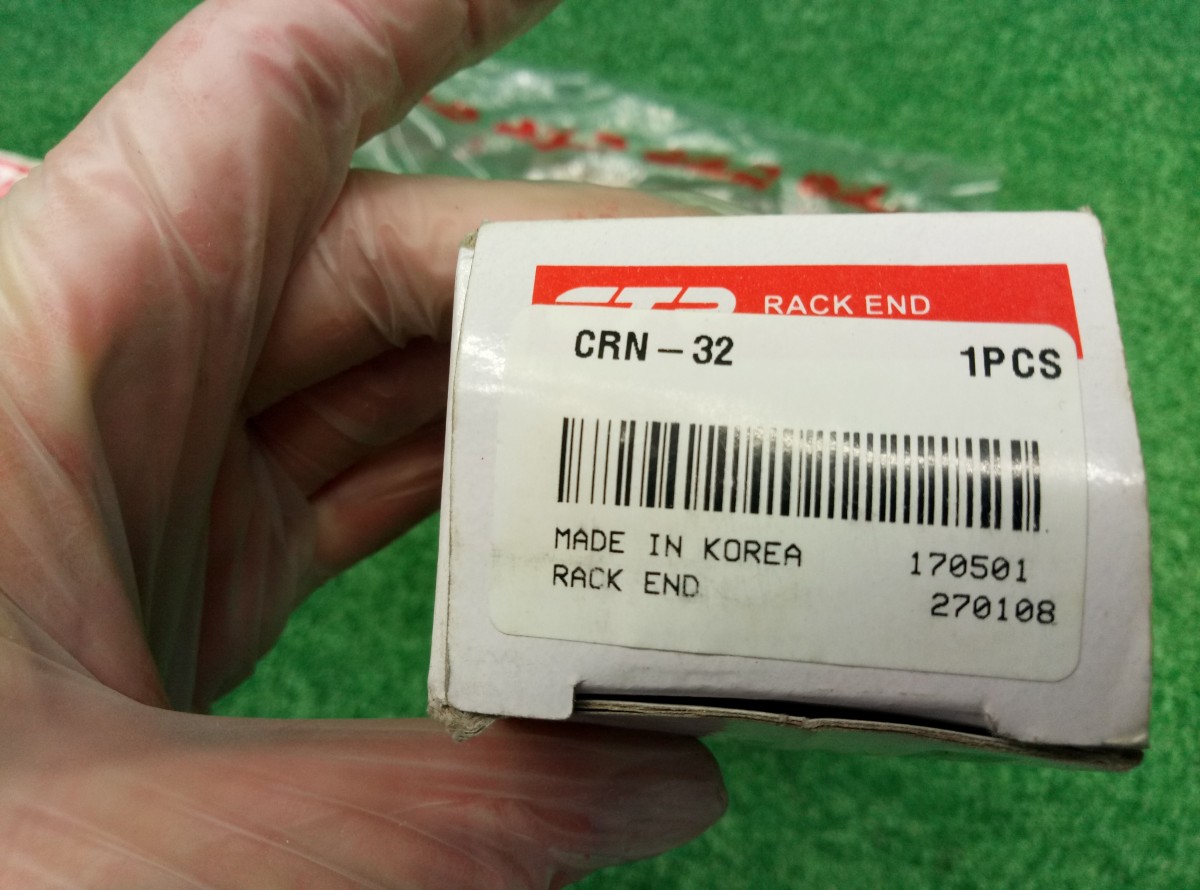 RACK END
CRN-32
1PCS
MADE IN KOREA
170501
RACK END
270108